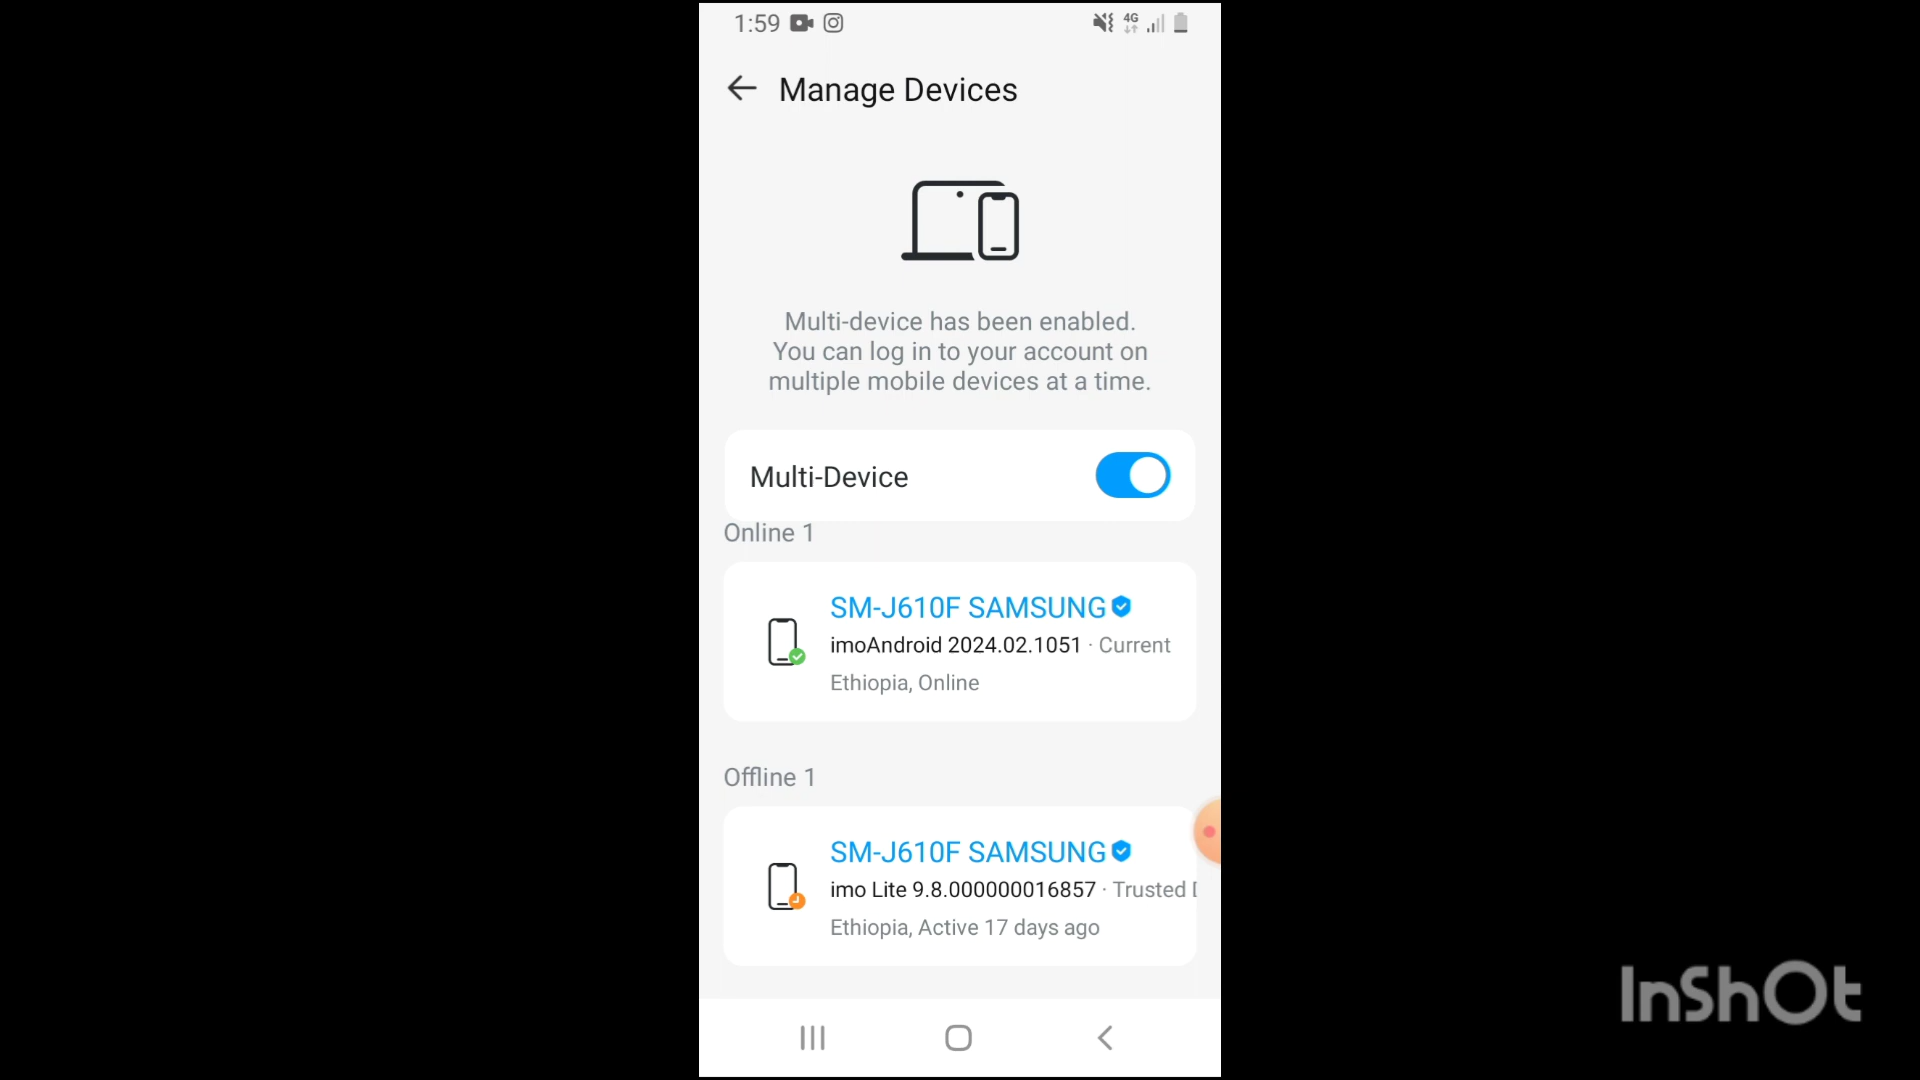 1:59
4G
Manage Devices
Multi-device has been enabled.
You can log in to your account on
multiple mobile devices at a time.
Multi-Device
Online 1
SM-J610F SAMSUNG
imoAndroid 2024.02.1051 · Current
Ethiopia, Online
Offline 1
SM-J610F SAMSUNG
imo Lite 9.8.000000016857 · Trusted
Ethiopia, Active 17 days ago
InShOt